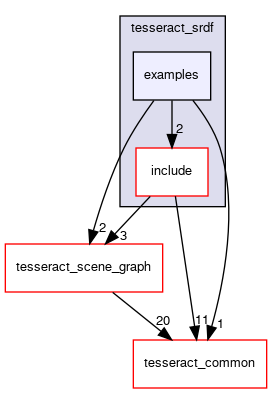 tesseract_srdf
examples
2
include
2
3
tesseract_scene_graph
20
11
1
tesseract_common